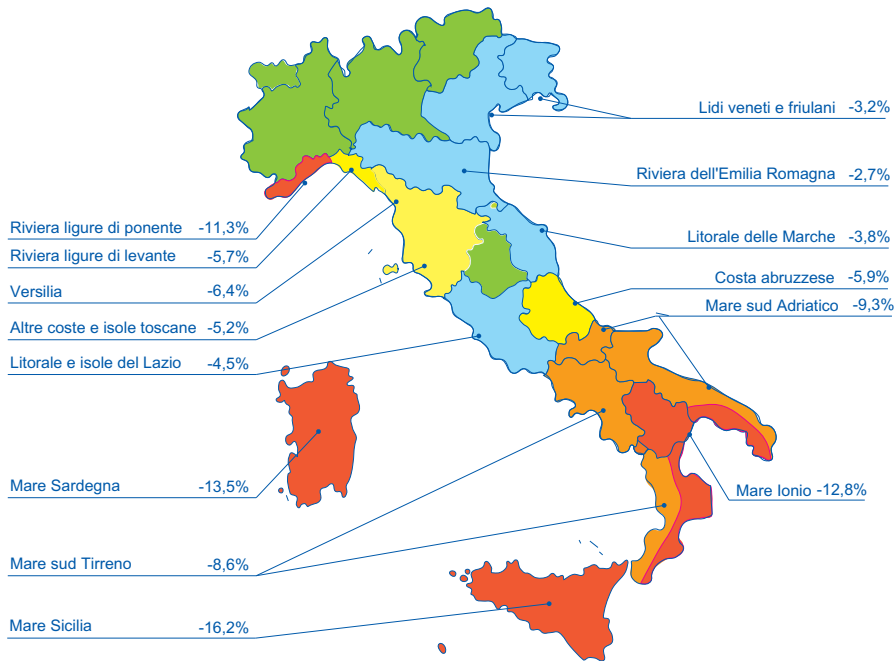 Lidi veneti e friulani -3,2%
Riviera dell'Emilia Romagna -2,7%
Riviera ligure di ponente -11,3%
Litorale delle Marche -3,8%
Riviera ligure di levante -5,7%
Costa abruzzese -5,9%
Versilia -6,4%
Mare sud Adriatico -9,3%
Altre coste e isole toscane -5,2%
Litorale e isole del Lazio -4,5%
Mare Sardegna -13,5%
Mare Ionio -12,8%
Mare sud Tirreno -8,6%
Mare Sicilia -16,2%